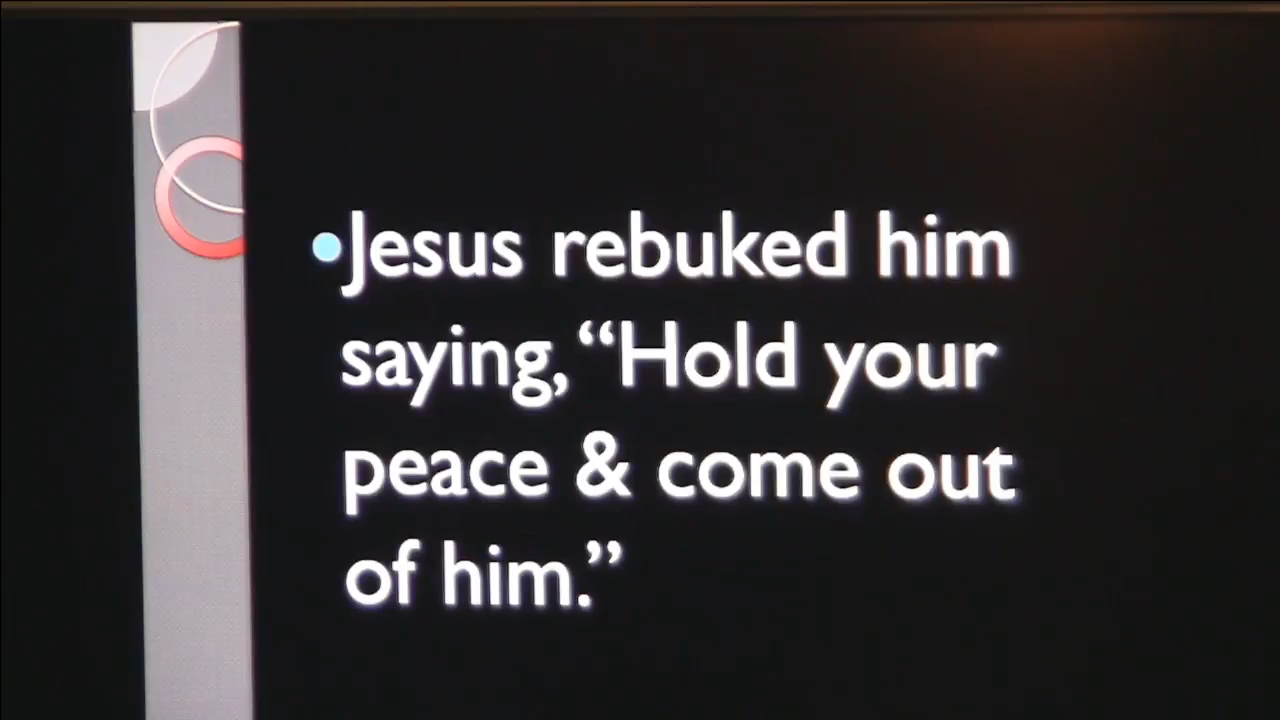 •Jesus rebuked him
saying, “Hold your
peace & come out
of him.”